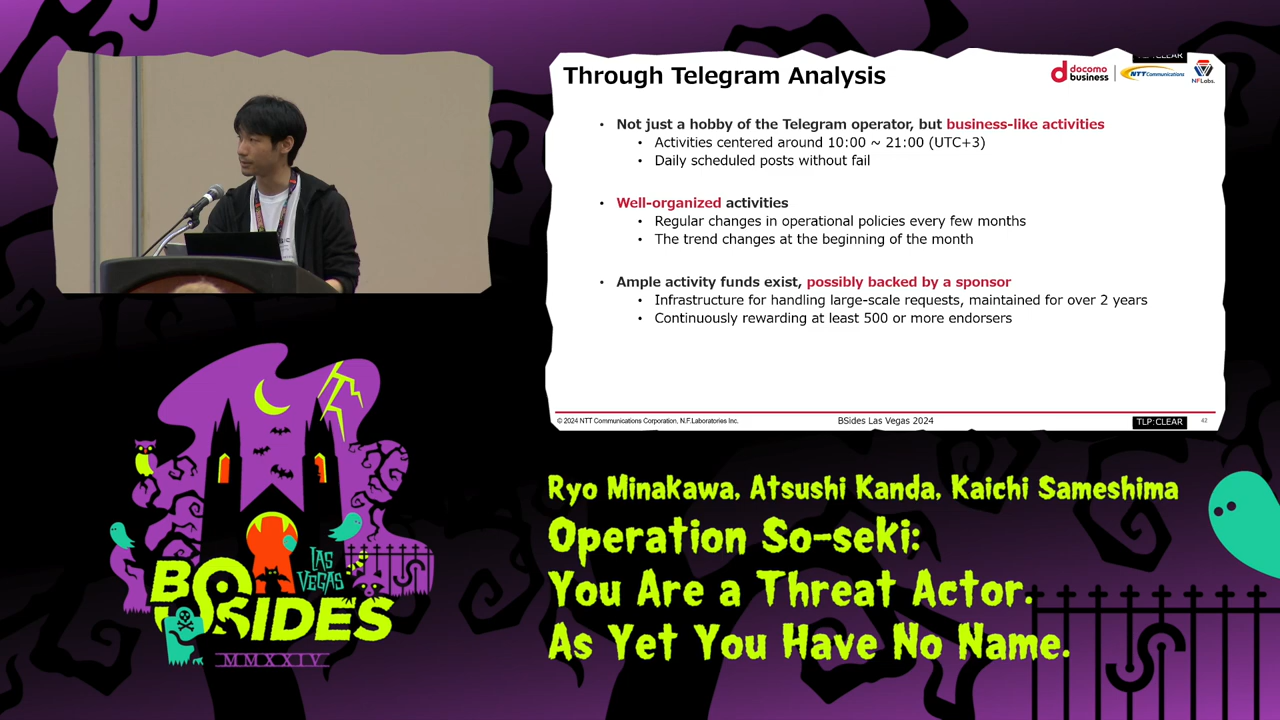 Through Telegram Analysis
docomo
business
NTT Communications
NFLabs.
• Not just a hobby of the Telegram operator, but business-like activities
• Activities centered around 10:00 ~ 21:00 (UTC+3)
• Daily scheduled posts without fail
• Well-organized activities
• Regular changes in operational policies every few months
• The trend changes at the beginning of the month
• Ample activity funds exist, possibly backed by a sponsor
• Infrastructure for handling large-scale requests, maintained for over 2 years
• Continuously rewarding at least 500 or more endorsers
© 2024 NTT Communications Corporation, N.F.Laboratories Inc.
BSides Las Vegas 2024
TLP:CLEAR
42
LAS
VEGAS
BSIDES
MMXXIV
Ryo Minakawa, Atsushi Kanda, Kaichi Sameshima
Operation So-seki:
You Are a Threat Actor.
As Yet You Have No Name.